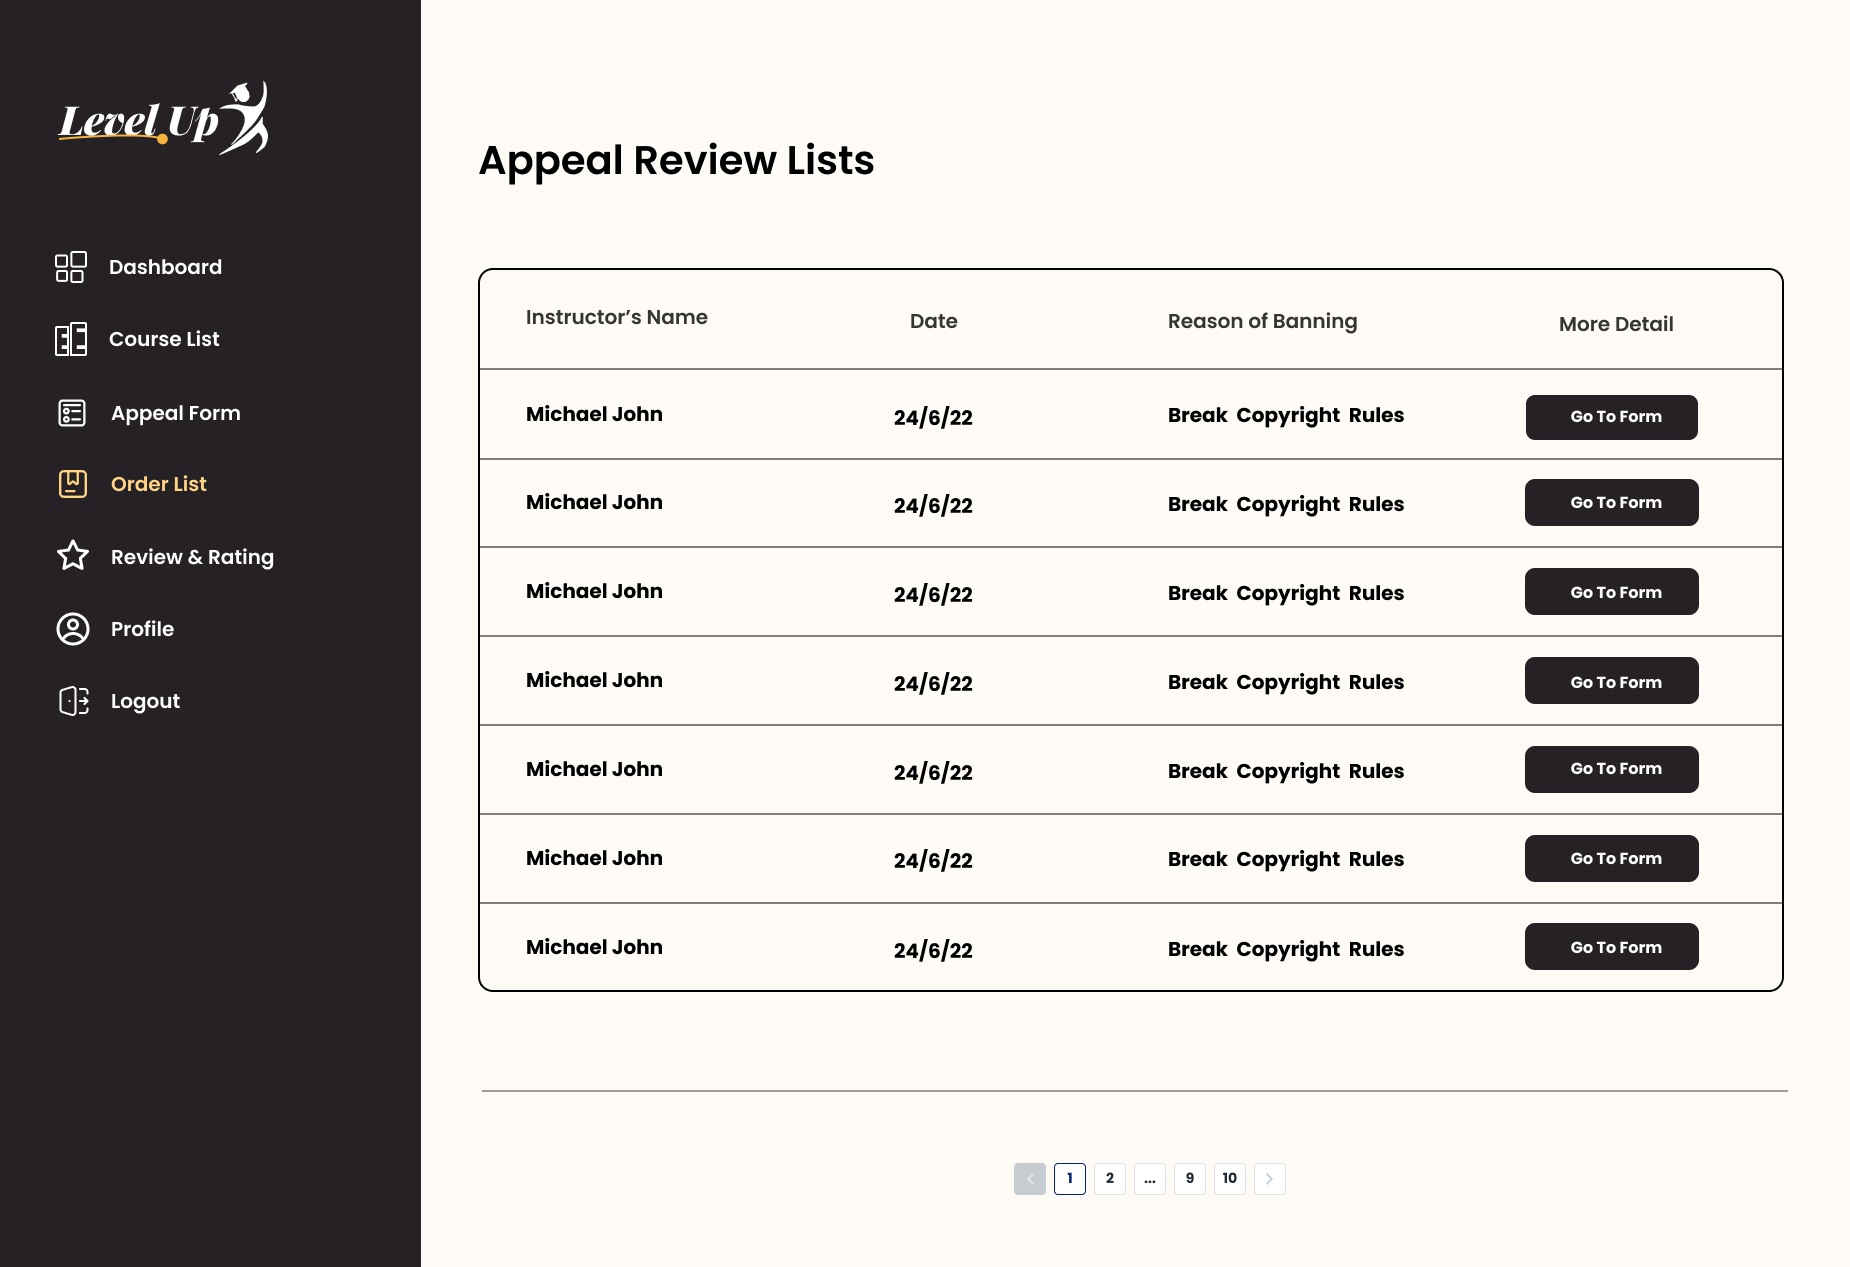 Level Up
Dashboard
Course List
Appeal Form
Order List
Review & Rating
Profile
Logout
Appeal Review Lists
Instructor’s Name Date Reason of Banning More Detail
Michael John 24/6/22 Break Copyright Rules Go To Form
Michael John 24/6/22 Break Copyright Rules Go To Form
Michael John 24/6/22 Break Copyright Rules Go To Form
Michael John 24/6/22 Break Copyright Rules Go To Form
Michael John 24/6/22 Break Copyright Rules Go To Form
Michael John 24/6/22 Break Copyright Rules Go To Form
Michael John 24/6/22 Break Copyright Rules Go To Form
1 2 ... 9 10